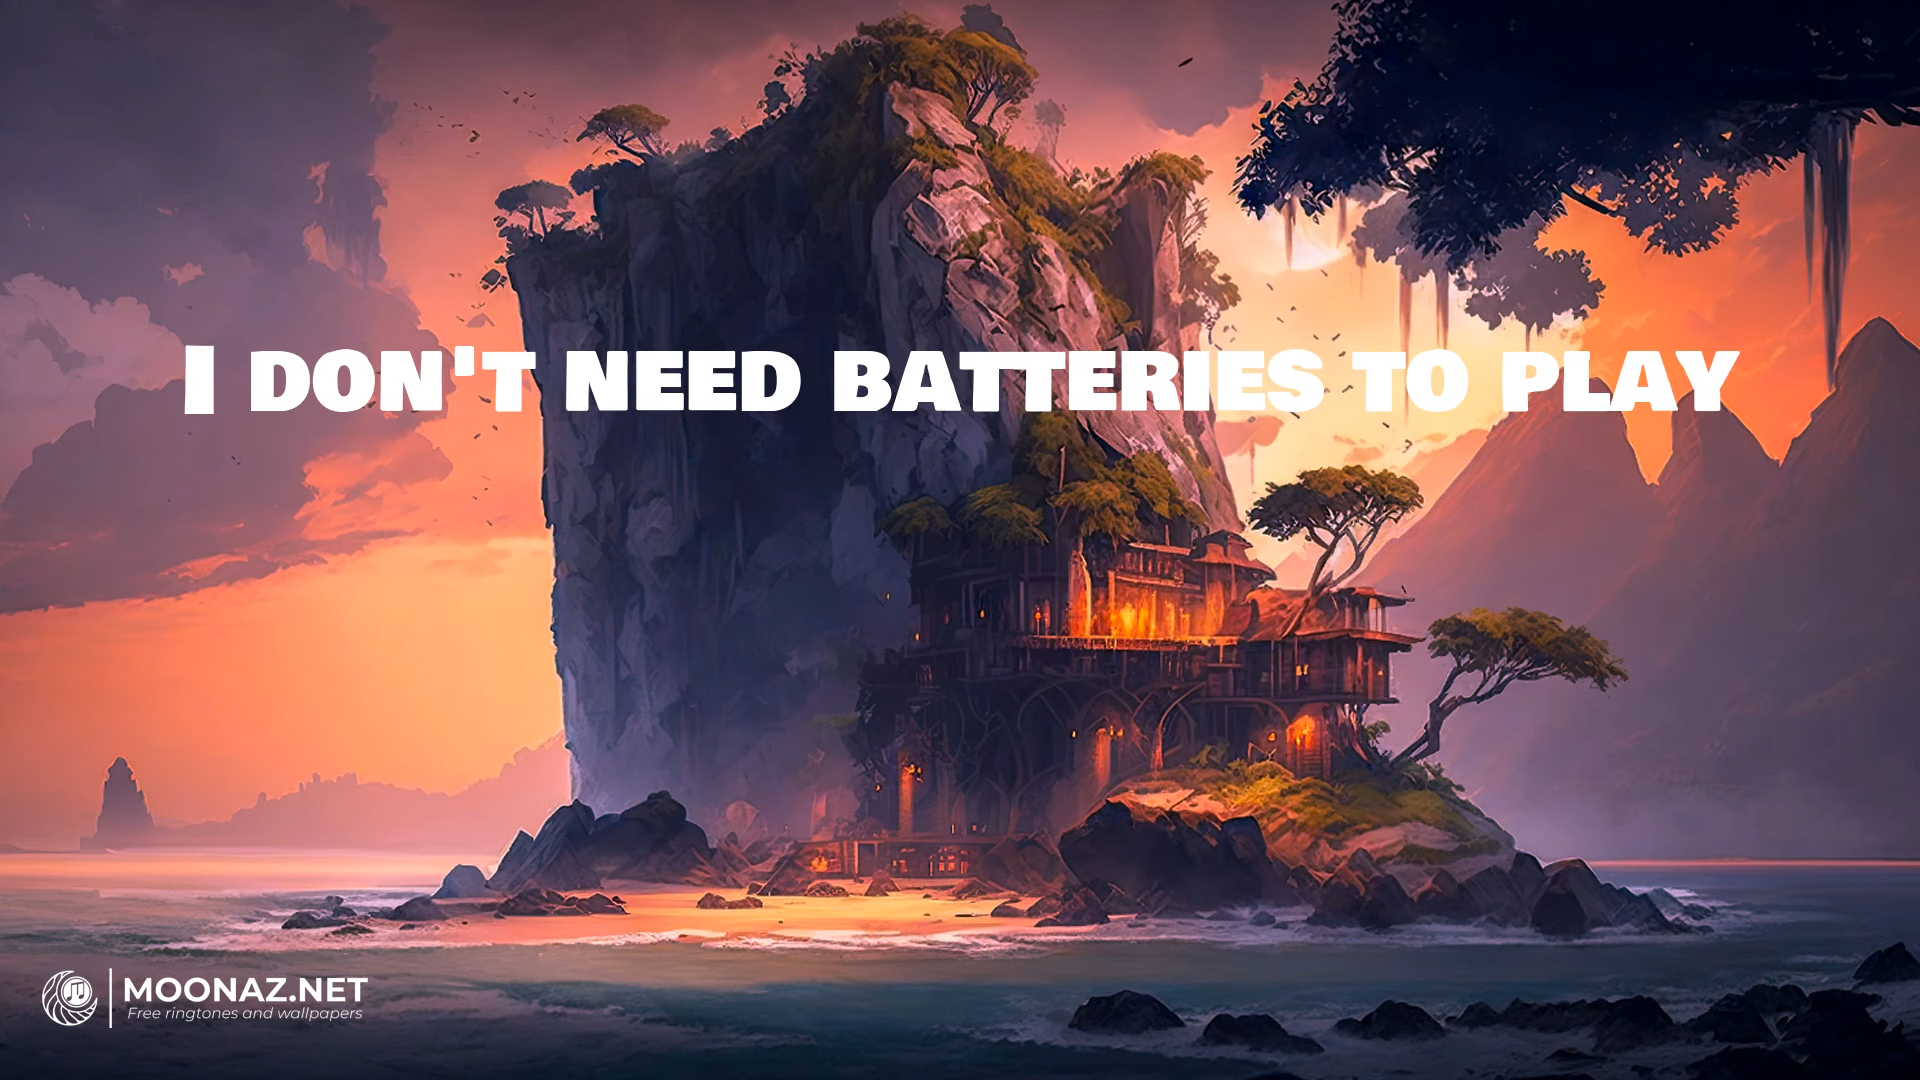 I DON'T NEED BATTERIES TO PLAY
MOONAZ.NET
Free ringtones and wallpapers